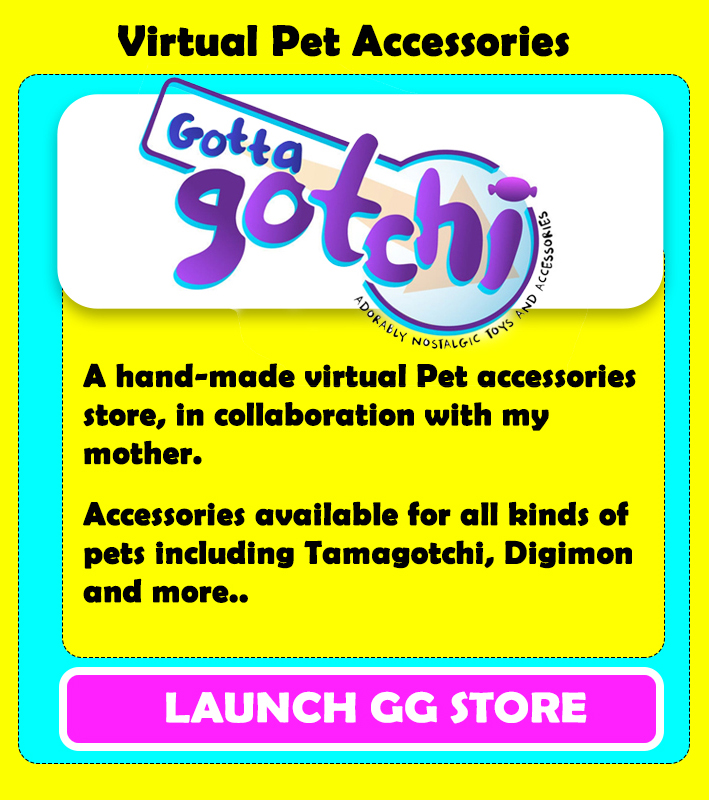 Virtual Pet Accessories
Gotta
gotchi
ADORABLY NOSTALGIC TOYS AND ACCESSORIES
A hand-made virtual Pet accessories
store, in collaboration with my
mother.
Accessories available for all kinds of
pets including Tamagotchi, Digimon
and more..
LAUNCH GG STORE